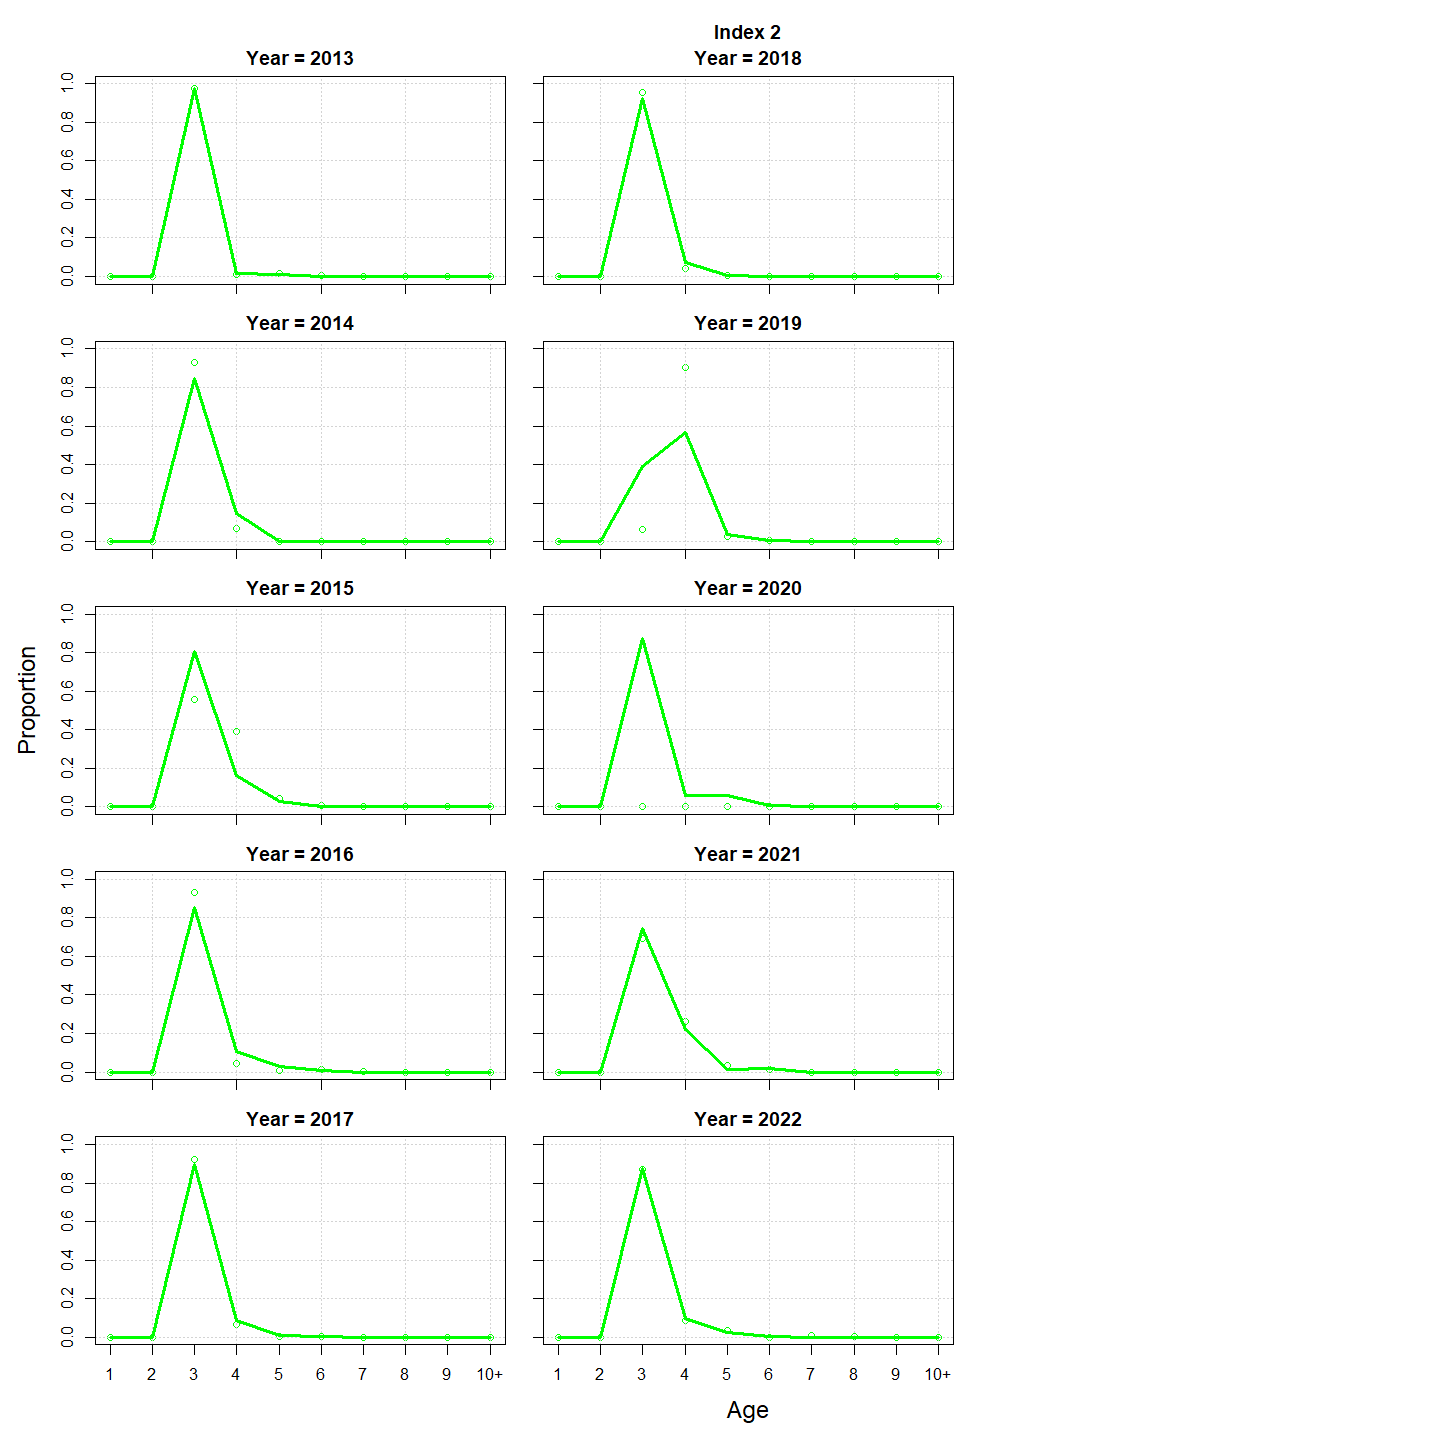 Index 2
Year = 2013
Year = 2018
0.0 0.2 0.4 0.6 0.8 1.0
Year = 2014
Year = 2019
0.0 0.2 0.4 0.6 0.8 1.0
Year = 2015
Year = 2020
0.0 0.2 0.4 0.6 0.8 1.0
Proportion
Year = 2016
Year = 2021
0.0 0.2 0.4 0.6 0.8 1.0
Year = 2017
Year = 2022
0.0 0.2 0.4 0.6 0.8 1.0
1 2 3 4 5 6 7 8 9 10+
1 2 3 4 5 6 7 8 9 10+
Age